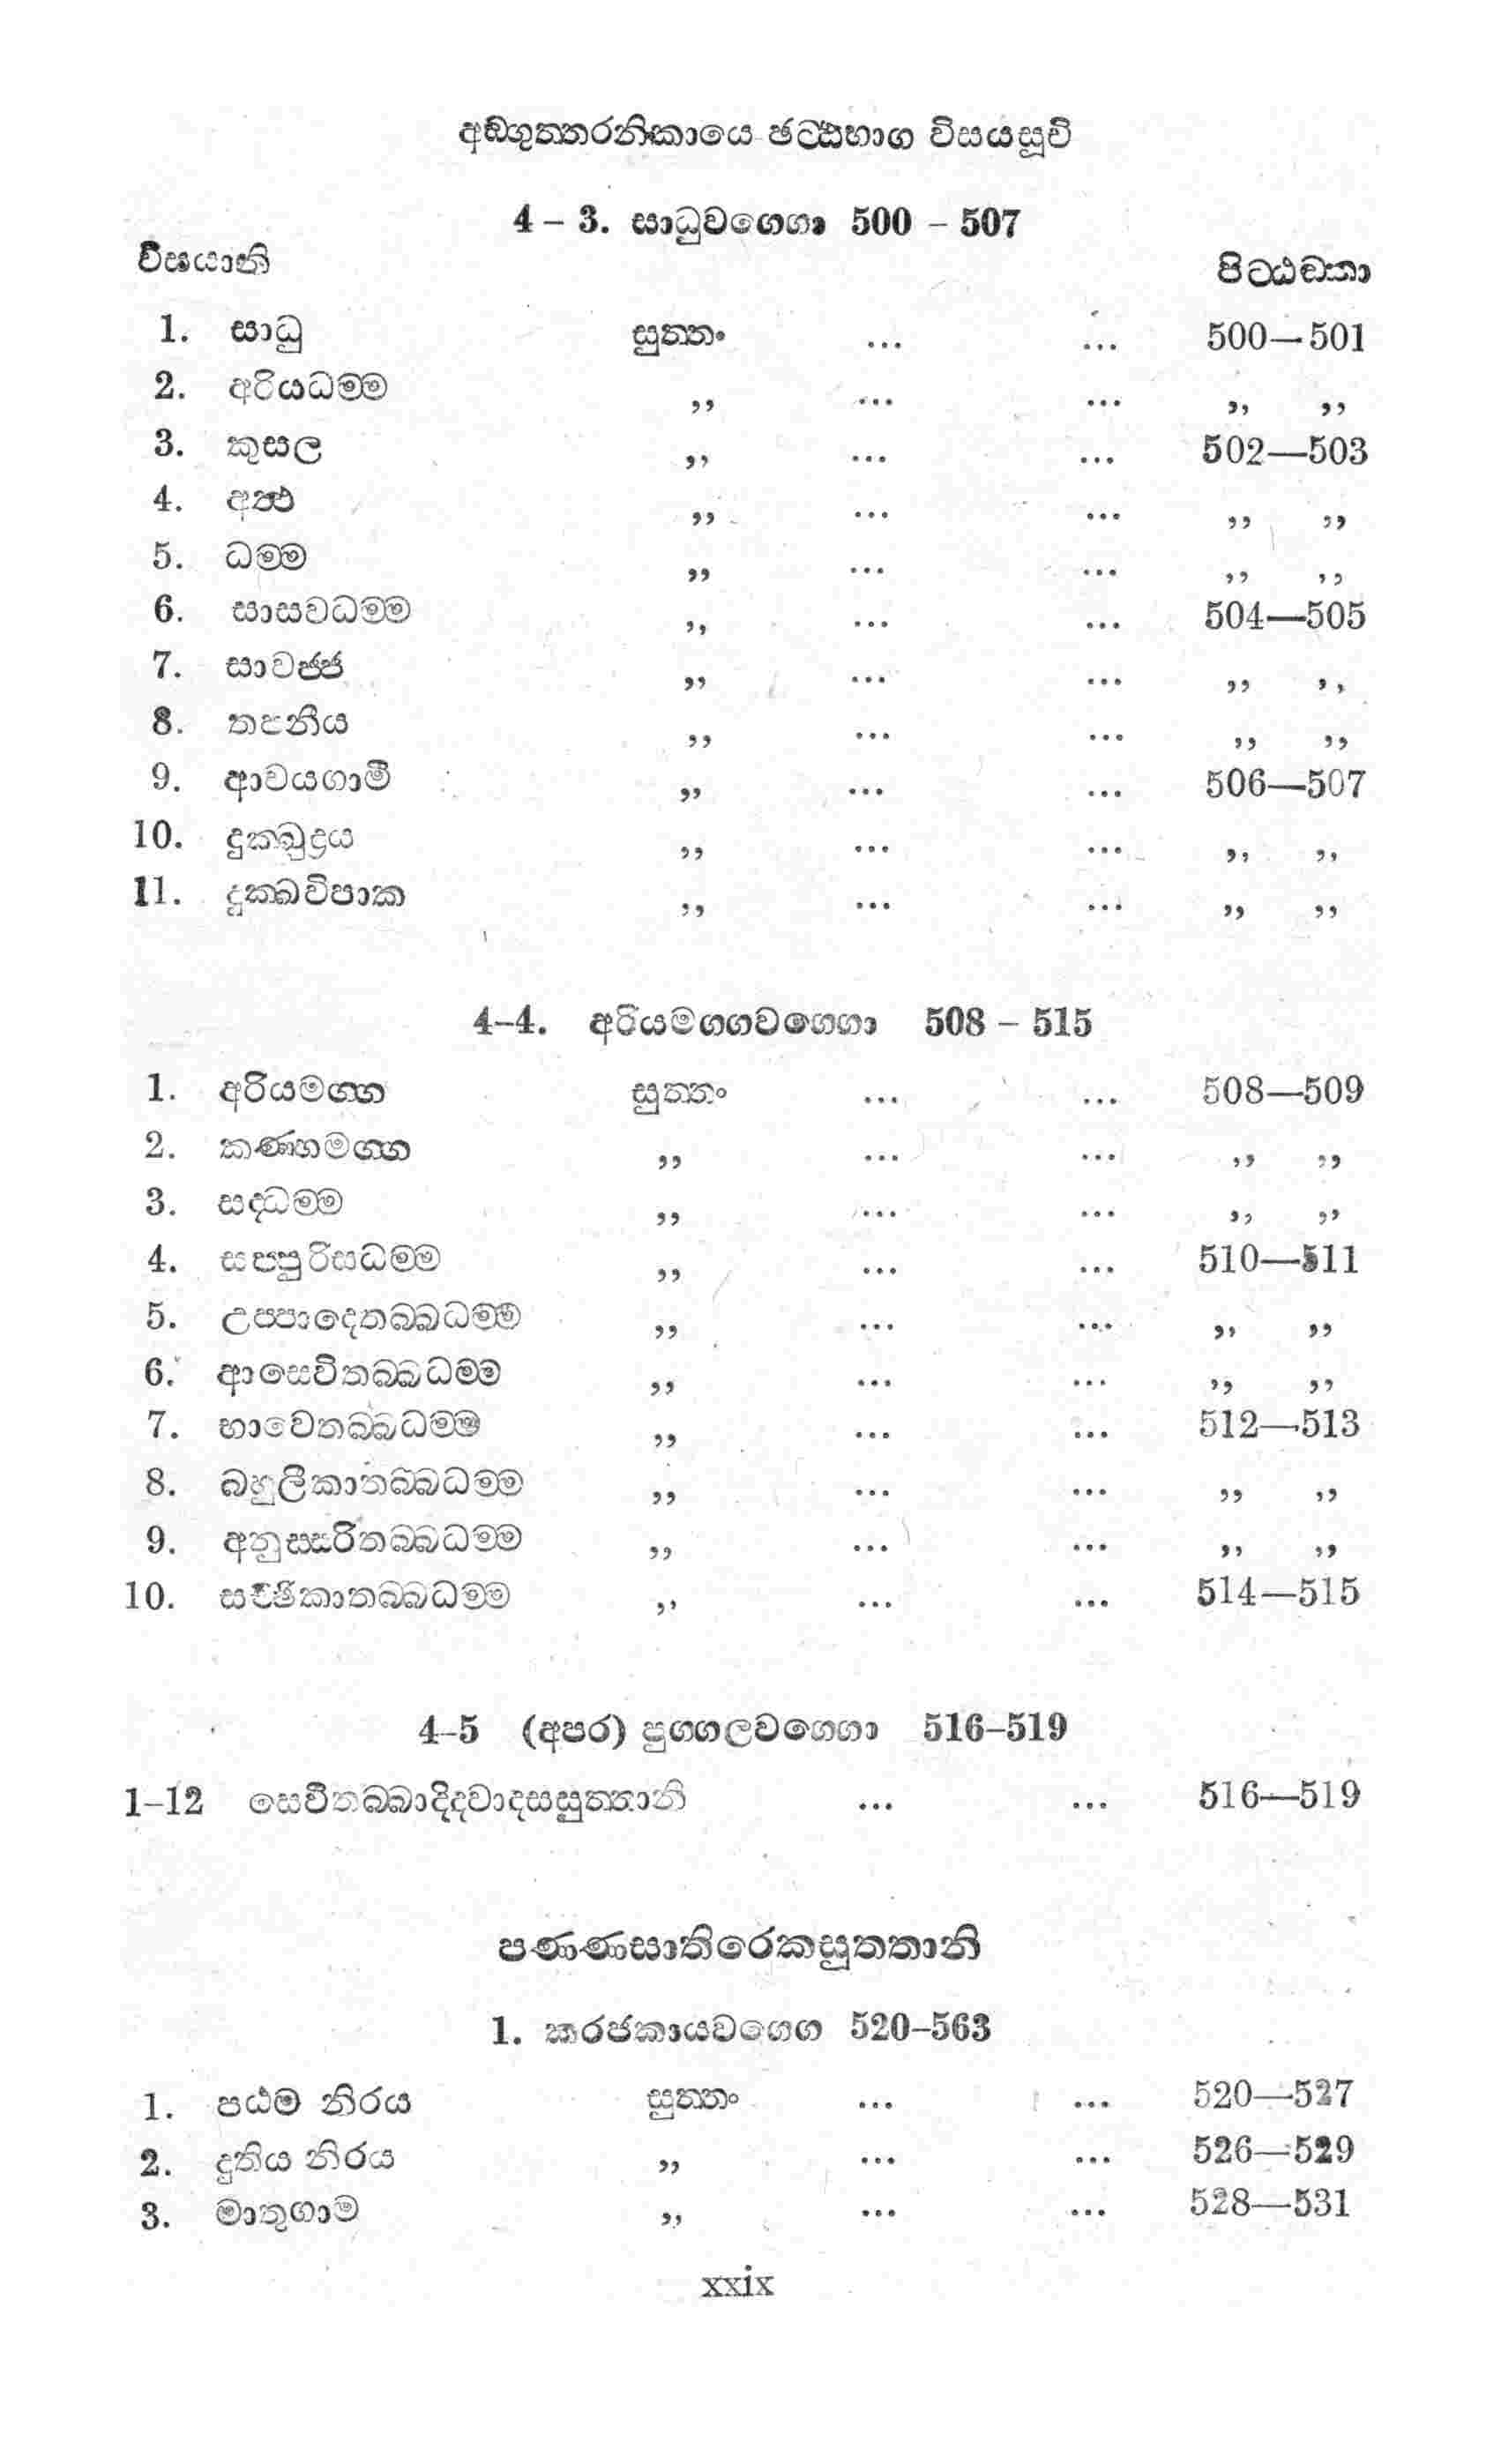 අඞ්ගුත්තරනිකායෙ ඡට්ඨභාග විසයසූචි
4 – 3. සාධුවග්ගො 500 – 507
විසයානි පිට්ඨඞ්කා
1. සාධු සුත්තං ... ... 500—501
2. අරියධම්ම ,, ... ... ,, ,,
3. කුසල ,, ... ... 502—503
4. අත්ථ ,, ... ... ,, ,,
5. ධම්ම ,, ... ... ,, ,,
6. සාසවධම්ම ,, ... ... 504—505
7. සාවජ්ජ ,, ... ... ,, ,,
8. තපනීය ,, ... ... ,, ,,
9. ආචයගාමී ,, ... ... 506—507
10. දුක්ඛුද්‍රය ,, ... ... ,, ,,
11. දුක්ඛවිපාක ,, ... ... ,, ,,
4–4. අරියමග්ගවග්ගො 508 – 515
1. අරියමග්ග සුත්තං ... ... 508—509
2. කණ්හමග්ග ,, ... ... ,, ,,
3. සද්ධම්ම ,, ... ... ,, ,,
4. සප්පුරිසධම්ම ,, ... ... 510—511
5. උප්පාදෙතබ්බධම්ම ,, ... ... ,, ,,
6. ආසෙවිතබ්බධම්ම ,, ... ... ,, ,,
7. භාවෙතබ්බධම්ම ,, ... ... 512—513
8. බහුලීකාතබ්බධම්ම ,, ... ... ,, ,,
9. අනුස්සරිතබ්බධම්ම ,, ... ... ,, ,,
10. සච්ඡිකාතබ්බධම්ම ,, ... ... 514—515
4–5 (අපර) පුග්ගලවග්ගො 516–519
1–12 සෙවිතබ්බාදිද්වාදසසුත්තානි ... ... 516—519
පණ්ණසාතිරෙකසුත්තානි
1. කරජකායවග්ග 520–563
1. පඨම නිරය සුත්තං ... ... 520—527
2. දුතිය නිරය ,, ... ... 526—529
3. මාතුගාම ,, ... ... 528—531
xxix